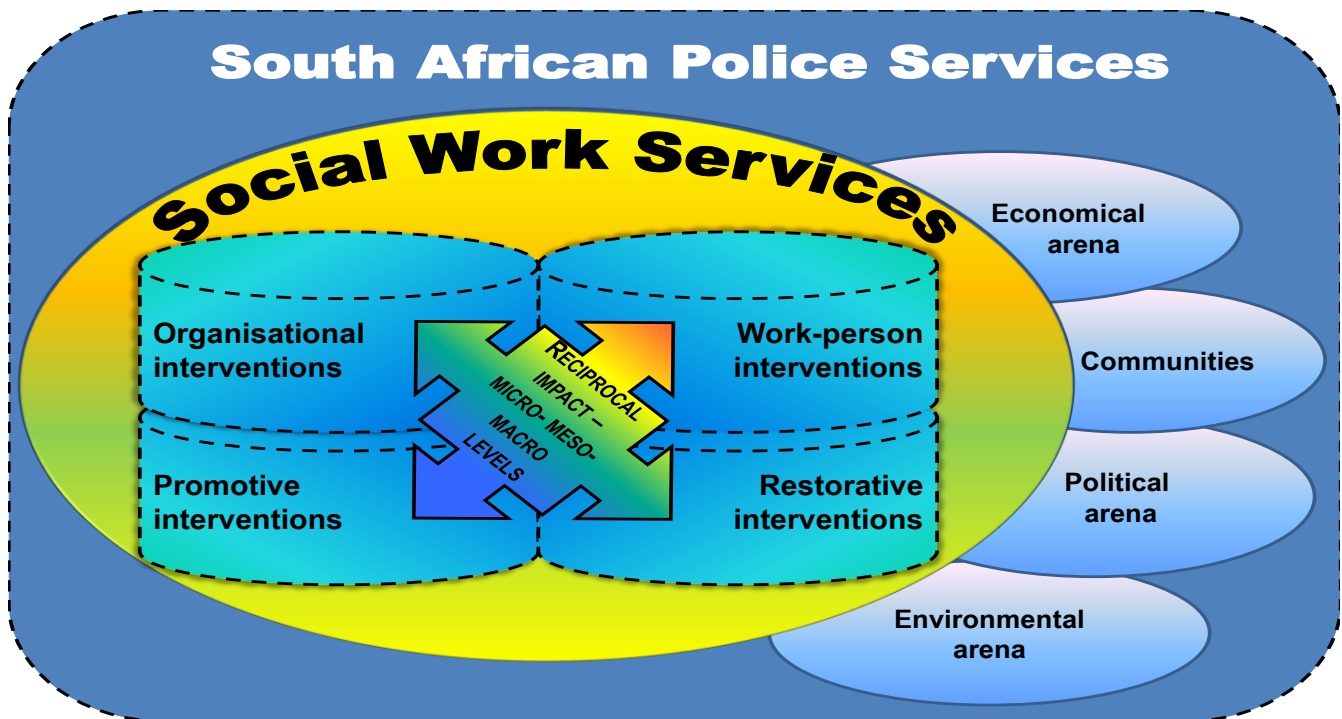 South African Police Services
Social Work Services
Organisational
interventions
Work-person
interventions
Promotive
interventions
Restorative
interventions
RECIPROCAL
IMPACT –
MICRO- MESO-
MACRO
LEVELS
Economical
arena
Communities
Political
arena
Environmental
arena